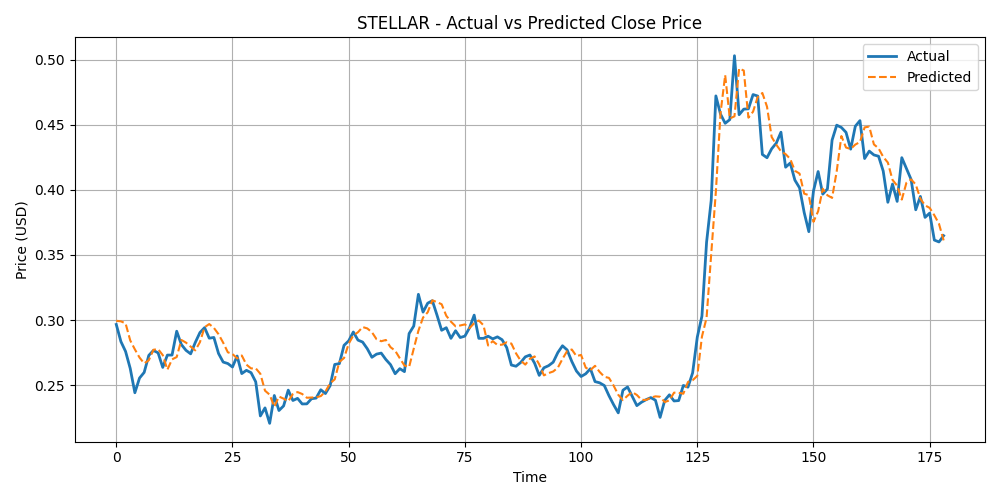 STELLAR - Actual vs Predicted Close Price
Actual
Predicted
Price (USD)
0.50
0.45
0.40
0.35
0.30
0.25
0 25 50 75 100 125 150 175
Time